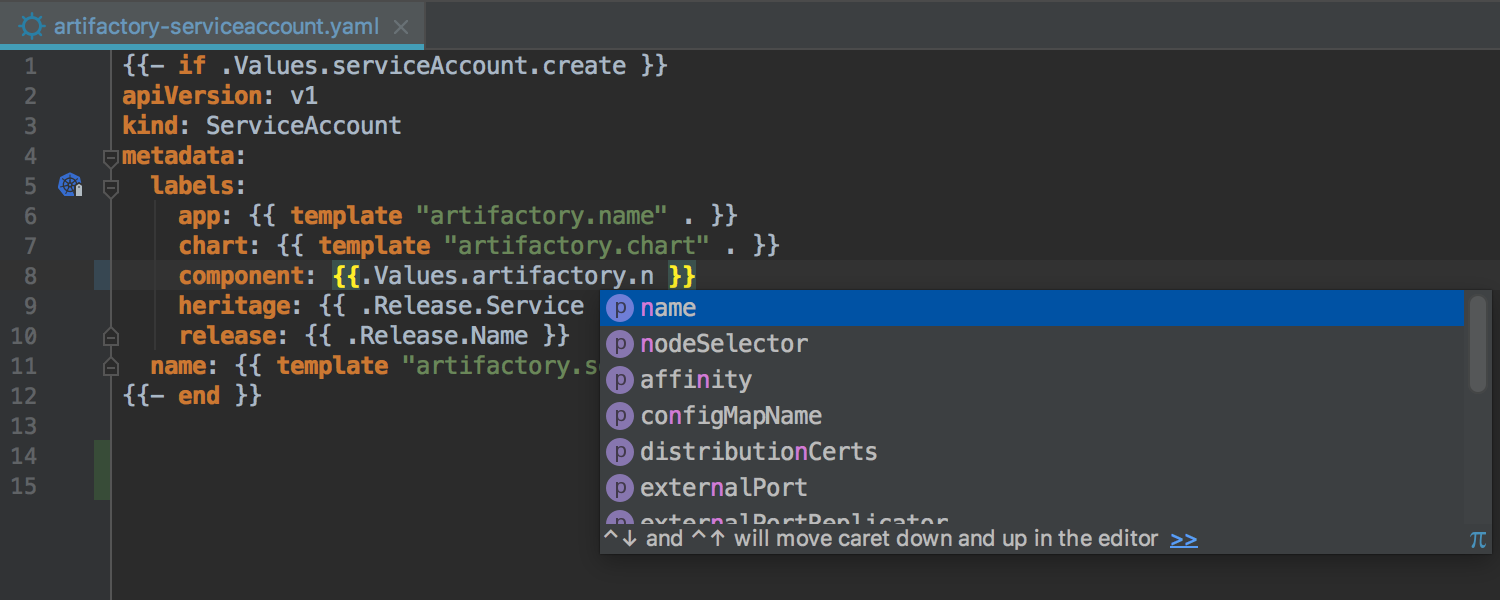 artifactory-serviceaccount.yaml ×
1 {{- if .Values.serviceAccount.create }}
2 apiVersion: v1
3 kind: ServiceAccount
4 metadata:
5 labels:
6 app: {{ template "artifactory.name" . }}
7 chart: {{ template "artifactory.chart" . }}
8 component: {{.Values.artifactory.n }}
9 heritage: {{ .Release.Service
10 release: {{ .Release.Name }}
11 name: {{ template "artifactory.s
12 {{- end }}
13
14
15
p name
p nodeSelector
p affinity
p configMapName
p distributionCerts
p externalPort
p externalPortReplicator
^↓ and ^↑ will move caret down and up in the editor >> π